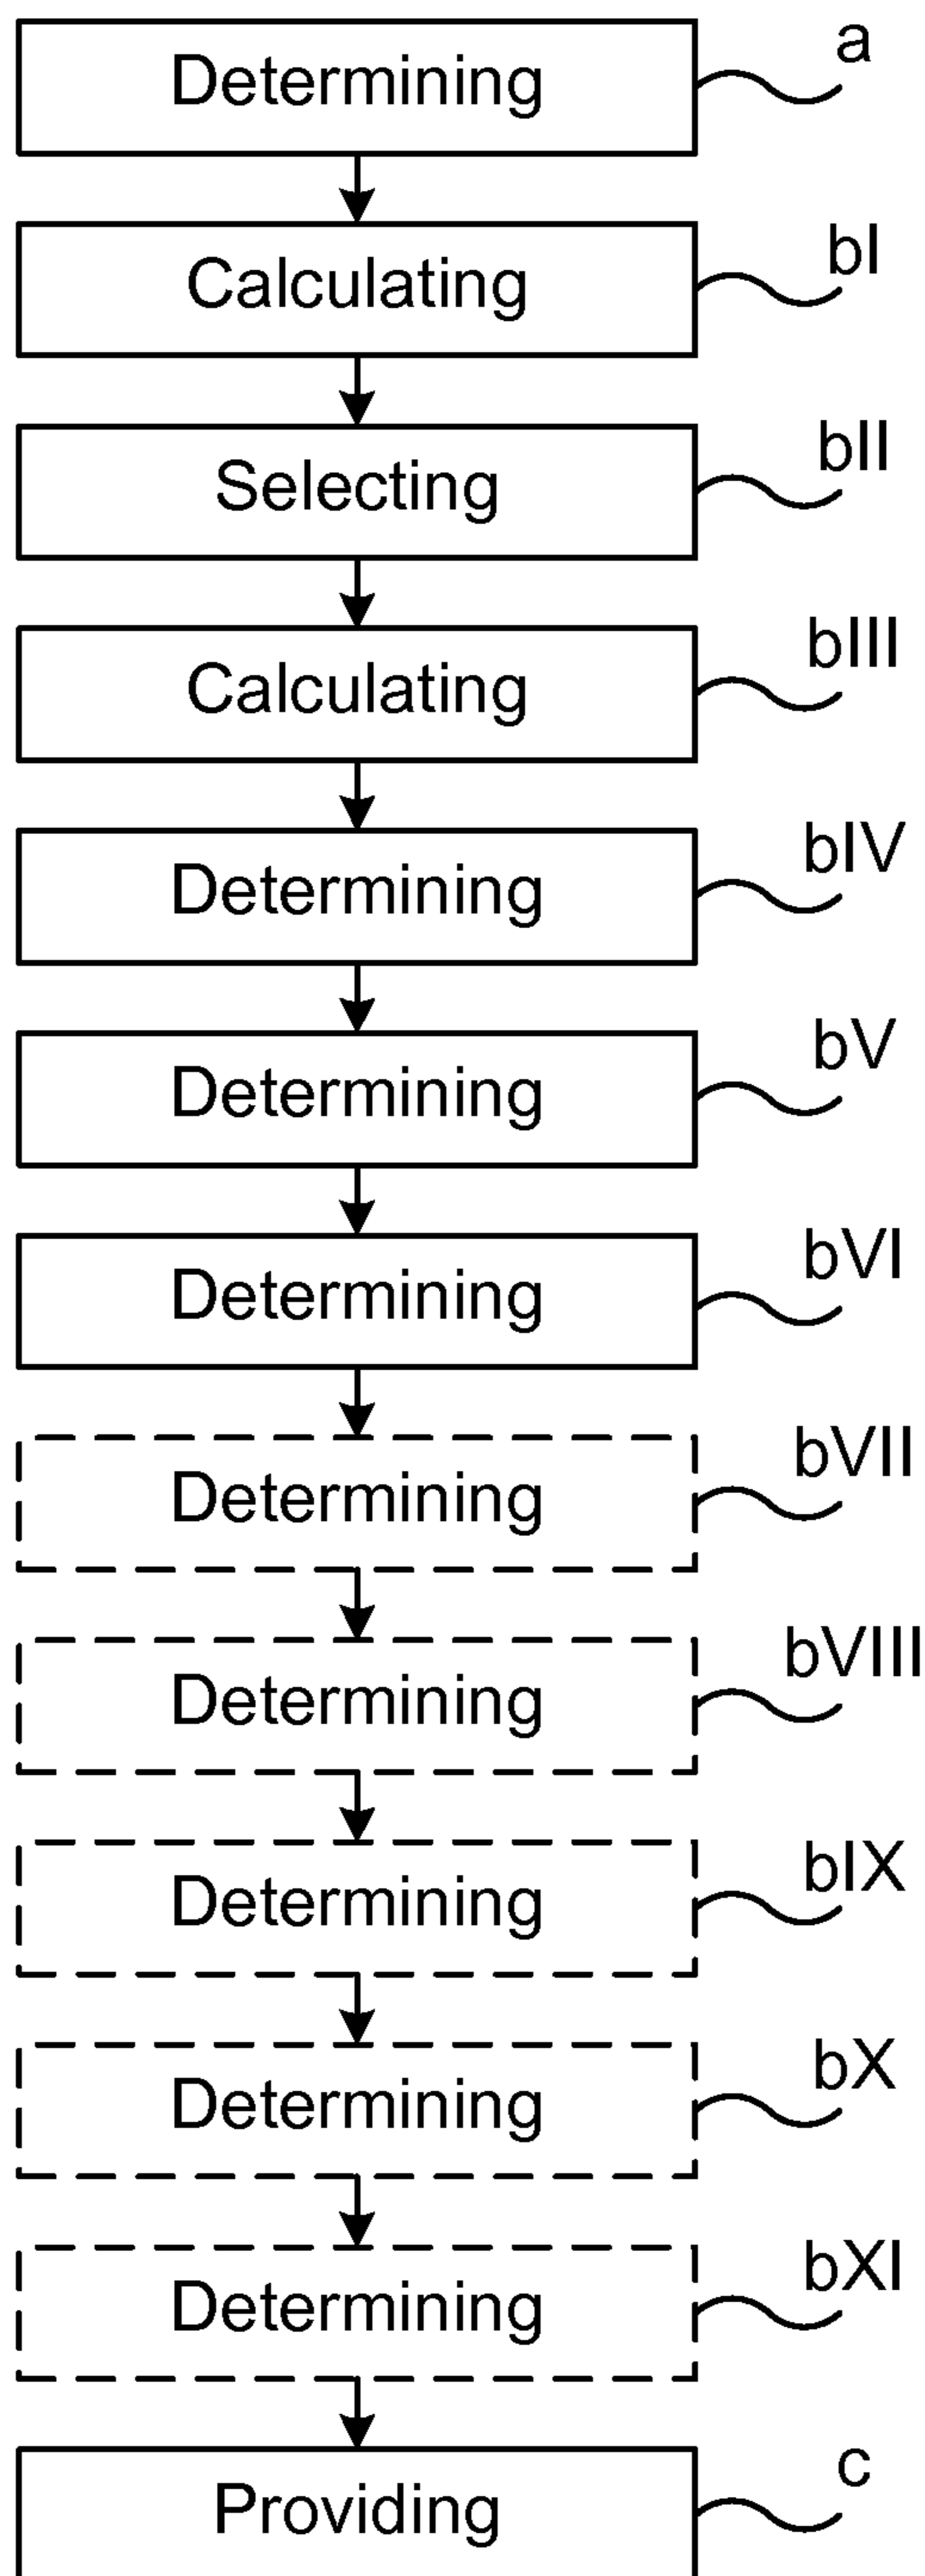 Determining a
Calculating bI
Selecting bII
Calculating bIII
Determining bIV
Determining bV
Determining bVI
Determining bVII
Determining bVIII
Determining bIX
Determining bX
Determining bXI
Providing c